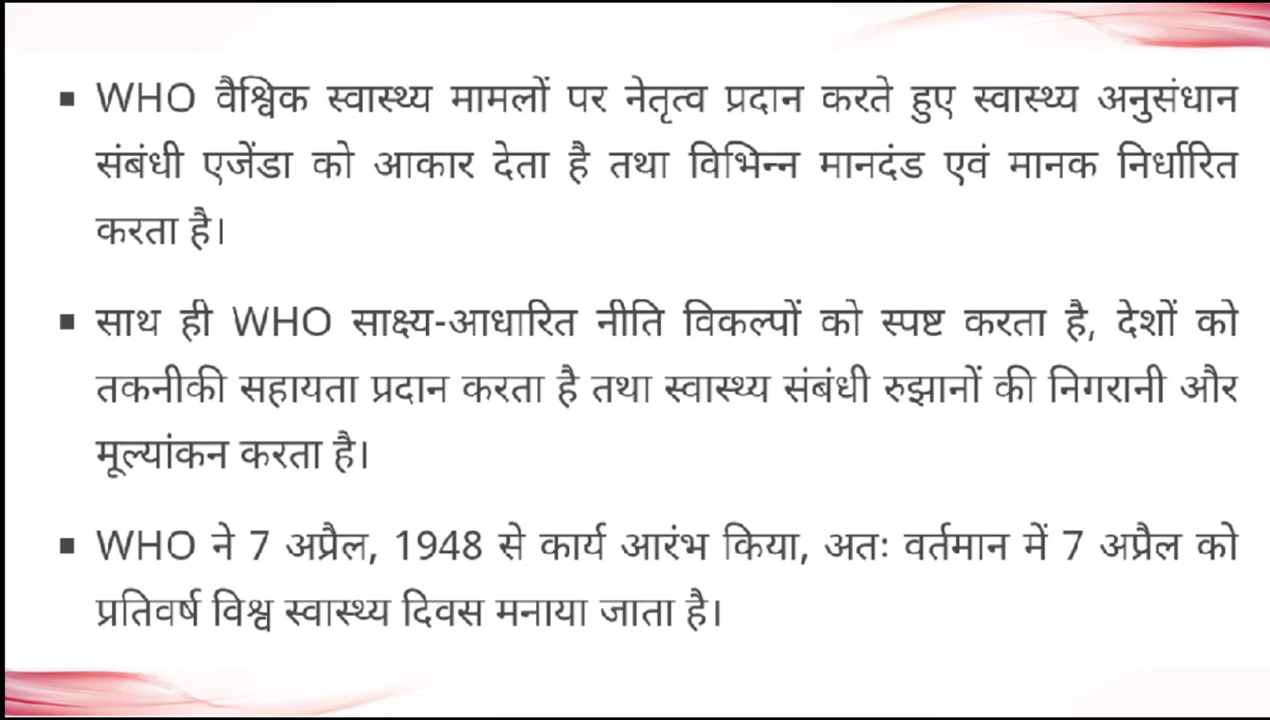 ▪ WHO वैश्विक स्वास्थ्य मामलों पर नेतृत्व प्रदान करते हुए स्वास्थ्य अनुसंधान
संबंधी एजेंडा को आकार देता है तथा विभिन्न मानदंड एवं मानक निर्धारित
करता है।
▪ साथ ही WHO साक्ष्य-आधारित नीति विकल्पों को स्पष्ट करता है, देशों को
तकनीकी सहायता प्रदान करता है तथा स्वास्थ्य संबंधी रुझानों की निगरानी और
मूल्यांकन करता है।
▪ WHO ने 7 अप्रैल, 1948 से कार्य आरंभ किया, अतः वर्तमान में 7 अप्रैल को
प्रतिवर्ष विश्व स्वास्थ्य दिवस मनाया जाता है।